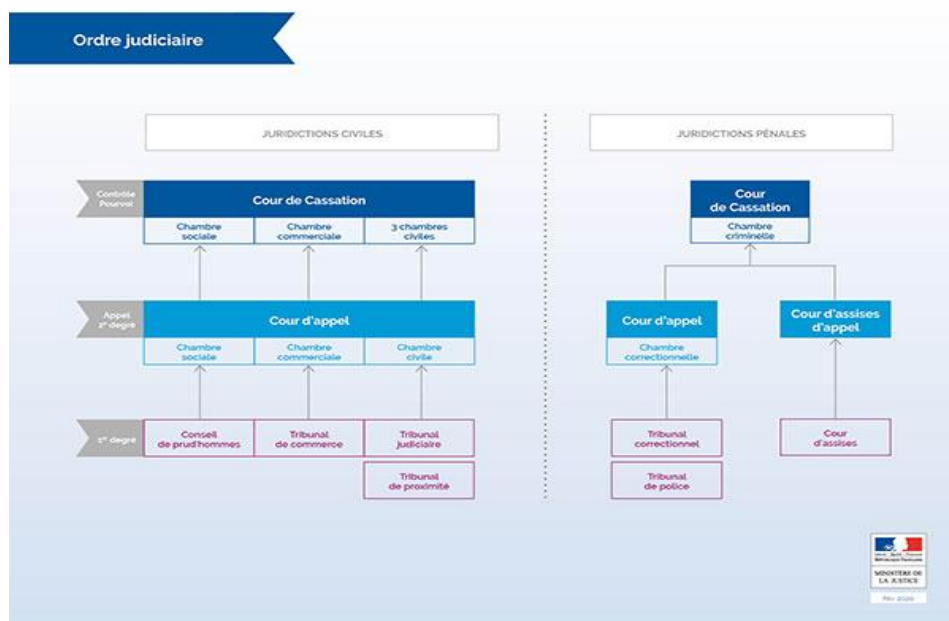 Ordre judiciaire
JURIDICTIONS CIVILES
JURIDICTIONS PÉNALES
Contrôle
Pourvoi
Cour de Cassation
Chambre
sociale
Chambre
commerciale
3 chambres
civiles
Cour
de Cassation
Chambre
criminelle
Appel
2e degré
Cour d'appel
Chambre
sociale
Chambre
commerciale
Chambre
civile
Cour d'appel
Chambre
correctionnelle
Cour d'assises
d'appel
1er degré
Conseil
de prud'hommes
Tribunal
de commerce
Tribunal
judiciaire
Tribunal
de proximité
Tribunal
correctionnel
Tribunal
de police
Cour
d'assises
MINISTÈRE DE
LA JUSTICE
Fév 2020